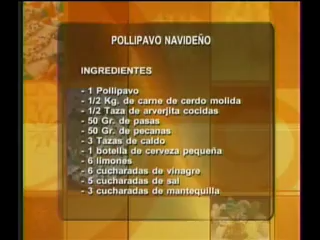 POLLIPAVO NAVIDEÑO
INGREDIENTES
- 1 Pollipavo
- 1/2 Kg. de carne de cerdo molida
- 1/2 Taza de arverjita cocidas
- 50 Gr. de pasas
- 50 Gr. de pecanas
- 3 Tazas de caldo
- 1 botella de cerveza pequeña
- 6 limones
- 6 cucharadas de vinagre
- 5 cucharadas de sal
- 3 cucharadas de mantequilla